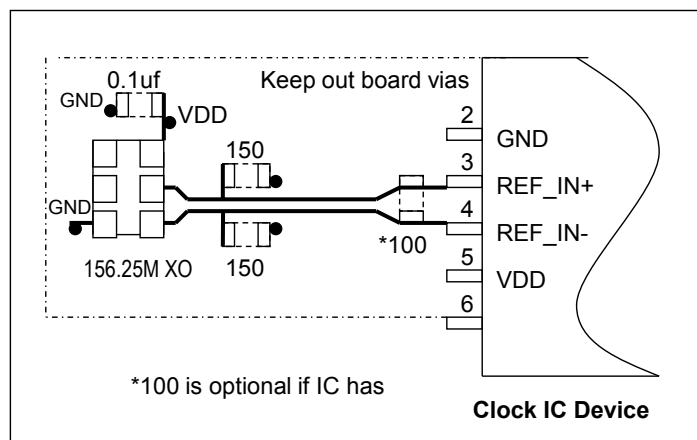 0.1uf
Keep out board vias
GND
VDD
2
GND
150
3
REF_IN+
GND
4
*100
REF_IN-
156.25M XO
150
5
VDD
6
*100 is optional if IC has
Clock IC Device